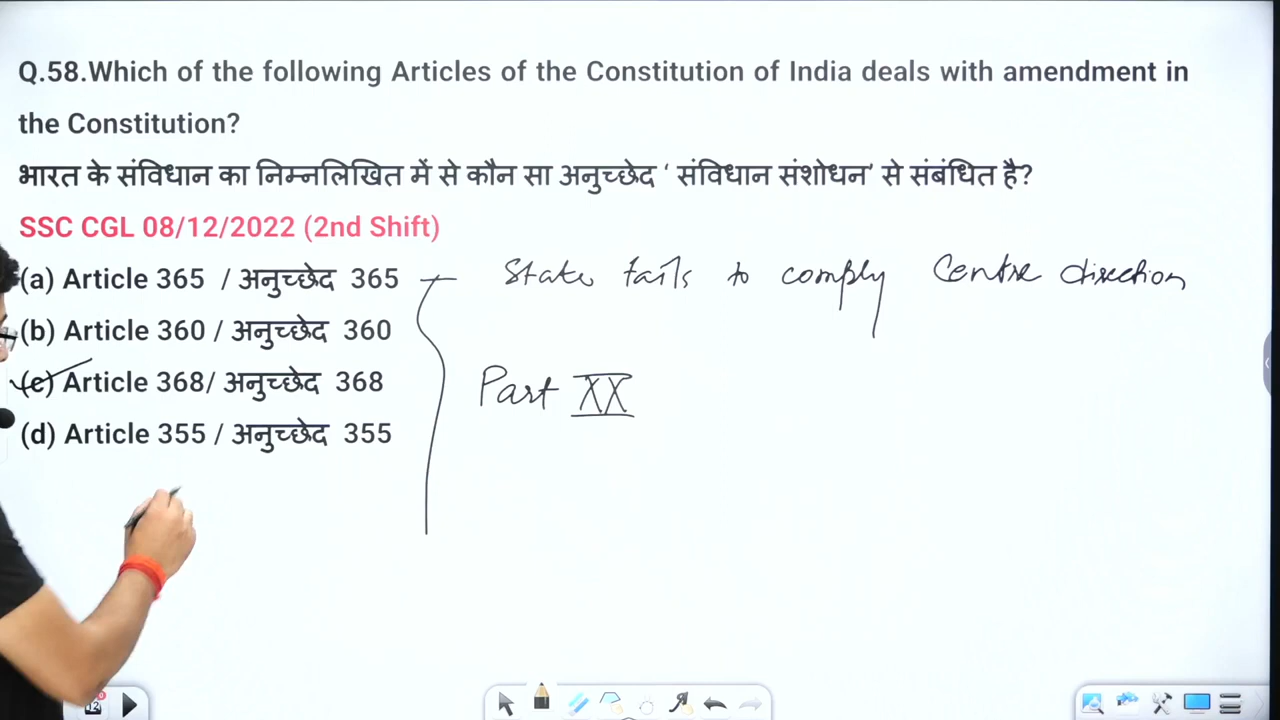 Q.58.Which of the following Articles of the Constitution of India deals with amendment in
the Constitution?
भारत के संविधान का निम्नलिखित में से कौन सा अनुच्छेद ‘ संविधान संशोधन’ से संबंधित है?
SSC CGL 08/12/2022 (2nd Shift)
(a) Article 365 / अनुच्छेद 365 State fails to comply Centre direction
(b) Article 360 / अनुच्छेद 360
(c) Article 368/ अनुच्छेद 368 Part XX
(d) Article 355 / अनुच्छेद 355